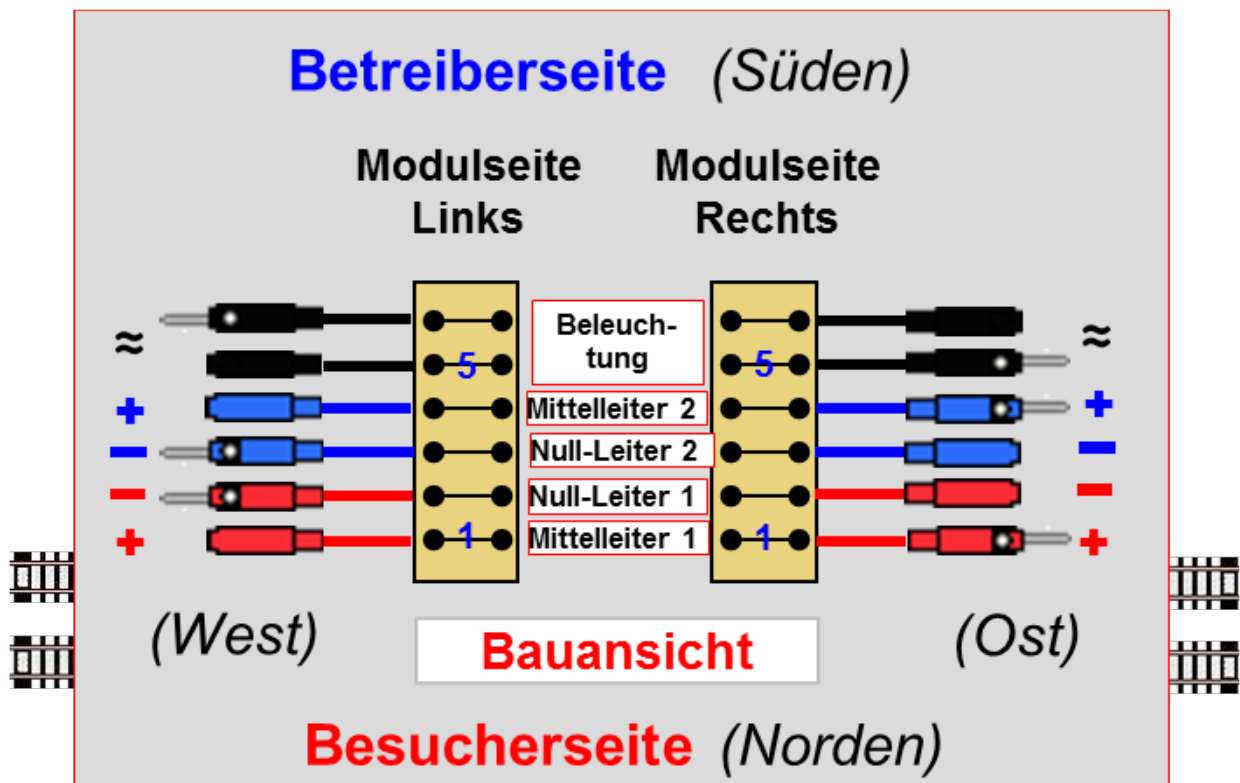 Betreiberseite (Süden)
Modulseite
Links
Modulseite
Rechts
≈
Beleuch-
tung
≈
5
5
+
Mittelleiter 2
+
−
Null-Leiter 2
−
−
Null-Leiter 1
−
+
1
Mittelleiter 1
1
+
(West)
Bauansicht
(Ost)
Besucherseite (Norden)